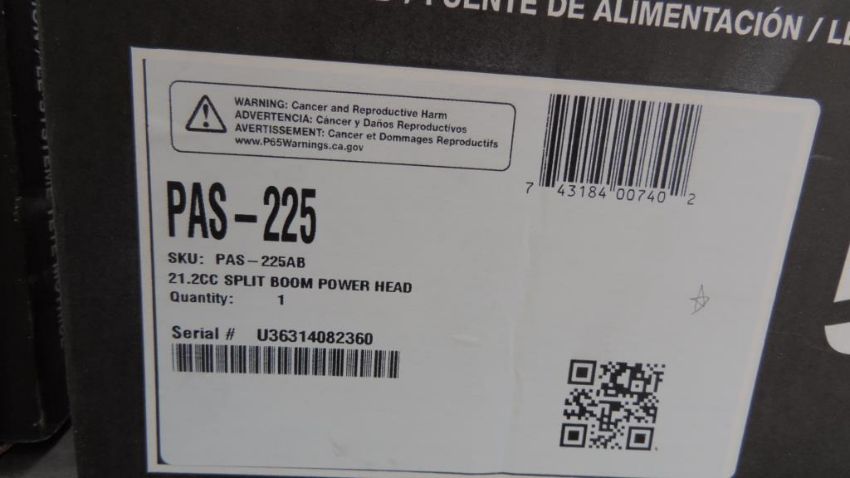 FUENTE DE ALIMENTACIÓN /
WARNING: Cancer and Reproductive Harm
ADVERTENCIA: Cáncer y Daños Reproductivos
AVERTISSEMENT: Cancer et Dommages Reproductifs
www.P65Warnings.ca.gov
7 43184 00740 2
PAS-225
SKU: PAS-225AB
21.2CC SPLIT BOOM POWER HEAD
Quantity: 1
Serial # U36314082360